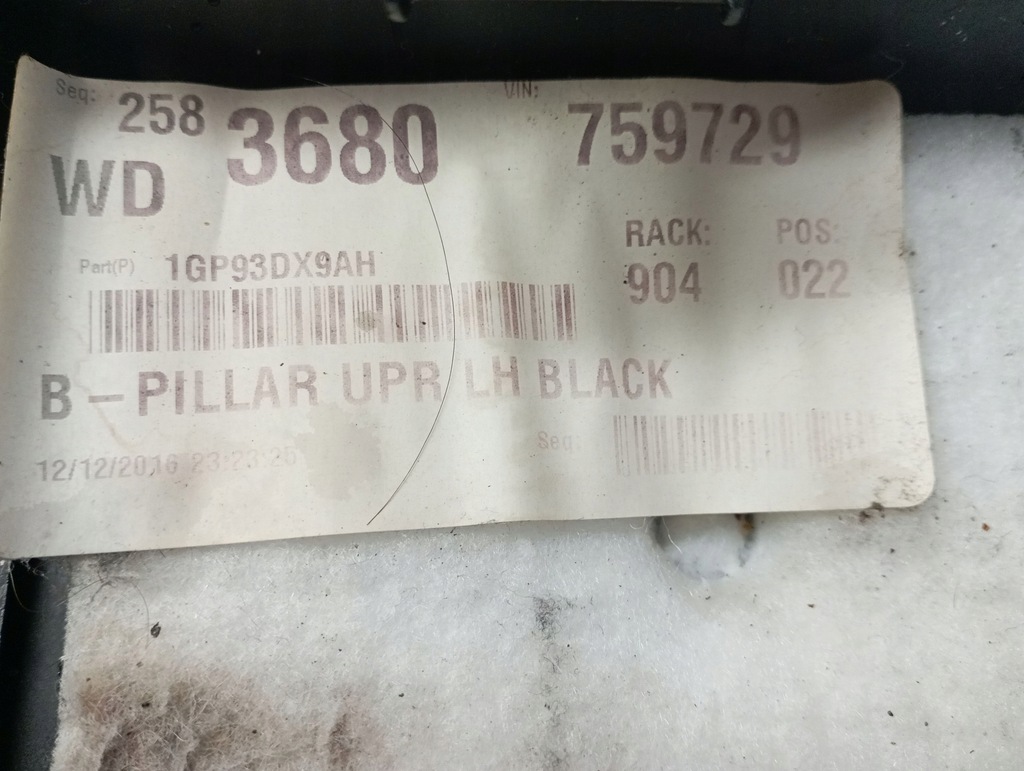 Seq: 258 3680 VIN: 759729
WD
RACK: POS:
Part(P) 1GP93DX9AH 904 022
B - PILLAR UPR LH BLACK
Seq:
12/12/2016 23:23:25